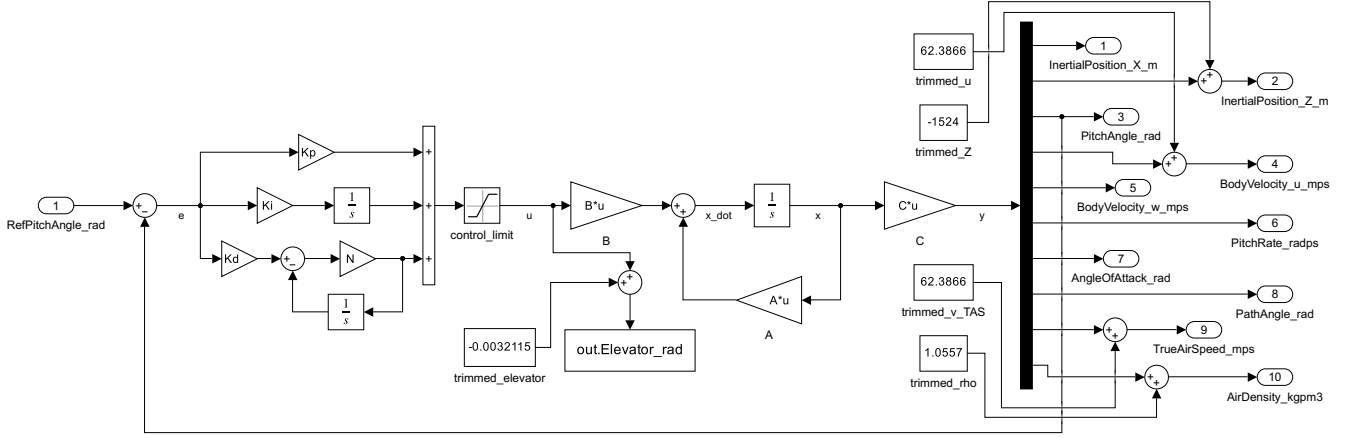 62.3866
trimmed_u
-1524
trimmed_Z
1
InertialPosition_X_m
+
+
2
InertialPosition_Z_m
3
PitchAngle_rad
+
+
4
BodyVelocity_u_mps
5
BodyVelocity_w_mps
6
PitchRate_radps
7
AngleOfAttack_rad
8
PathAngle_rad
+
+
9
TrueAirSpeed_mps
+
+
10
AirDensity_kgpm3
1
RefPitchAngle_rad
+
−
e
Kp
Ki
1
s
Kd
+
−
N
1
s
+
+
+
control_limit
u
B*u
B
+
+
x_dot
1
s
x
C*u
C
y
A*u
A
+
+
-0.0032115
trimmed_elevator
out.Elevator_rad
62.3866
trimmed_v_TAS
1.0557
trimmed_rho